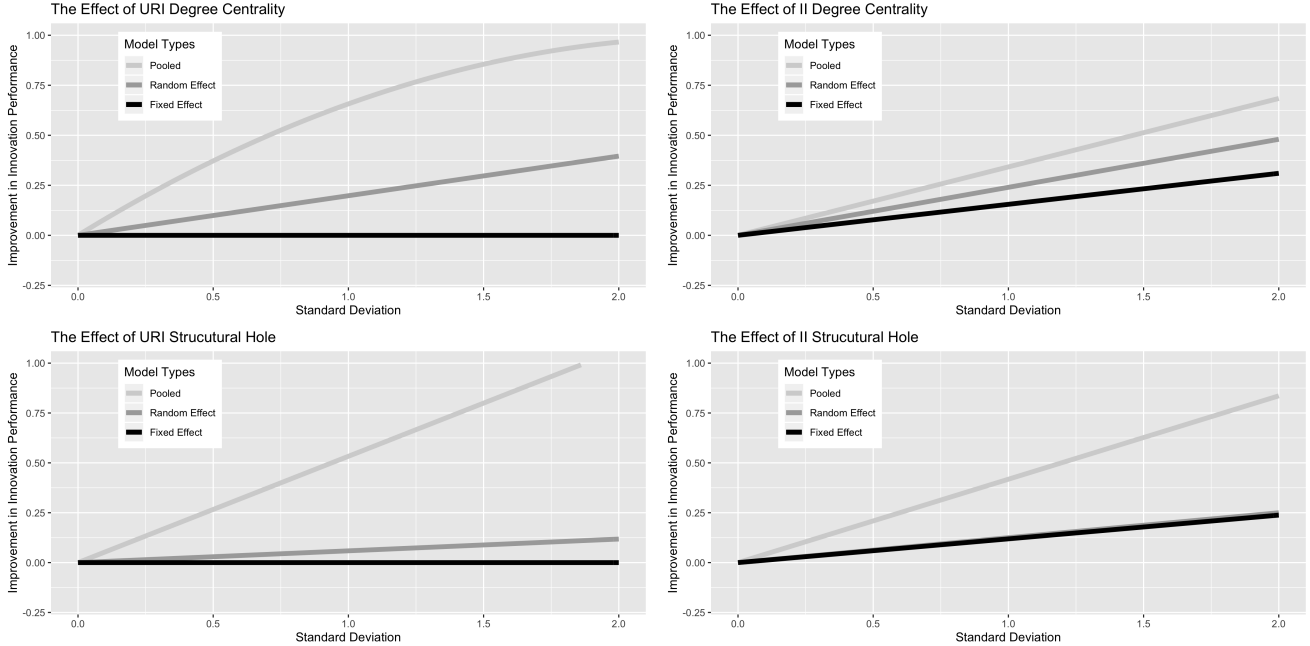 The Effect of URI Degree Centrality
Improvement in Innovation Performance
1.00
0.75
0.50
0.25
0.00
-0.25
Model Types
Pooled
Random Effect
Fixed Effect
0.0 0.5 1.0 1.5 2.0
Standard Deviation
The Effect of II Degree Centrality
Improvement in Innovation Performance
1.00
0.75
0.50
0.25
0.00
-0.25
Model Types
Pooled
Random Effect
Fixed Effect
0.0 0.5 1.0 1.5 2.0
Standard Deviation
The Effect of URI Strucutural Hole
Improvement in Innovation Performance
1.00
0.75
0.50
0.25
0.00
-0.25
Model Types
Pooled
Random Effect
Fixed Effect
0.0 0.5 1.0 1.5 2.0
Standard Deviation
The Effect of II Strucutural Hole
Improvement in Innovation Performance
1.00
0.75
0.50
0.25
0.00
-0.25
Model Types
Pooled
Random Effect
Fixed Effect
0.0 0.5 1.0 1.5 2.0
Standard Deviation